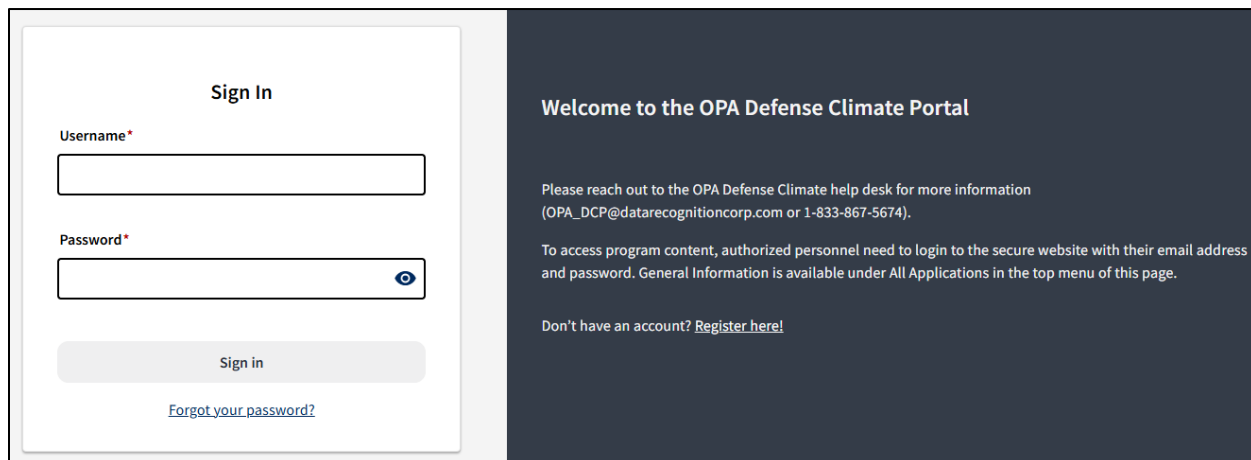 Sign In
Username*
Password*
Sign in
Forgot your password?
Welcome to the OPA Defense Climate Portal
Please reach out to the OPA Defense Climate help desk for more information
(OPA_DCP@datarecognitioncorp.com or 1-833-867-5674).
To access program content, authorized personnel need to login to the secure website with their email address
and password. General Information is available under All Applications in the top menu of this page.
Don't have an account? Register here!